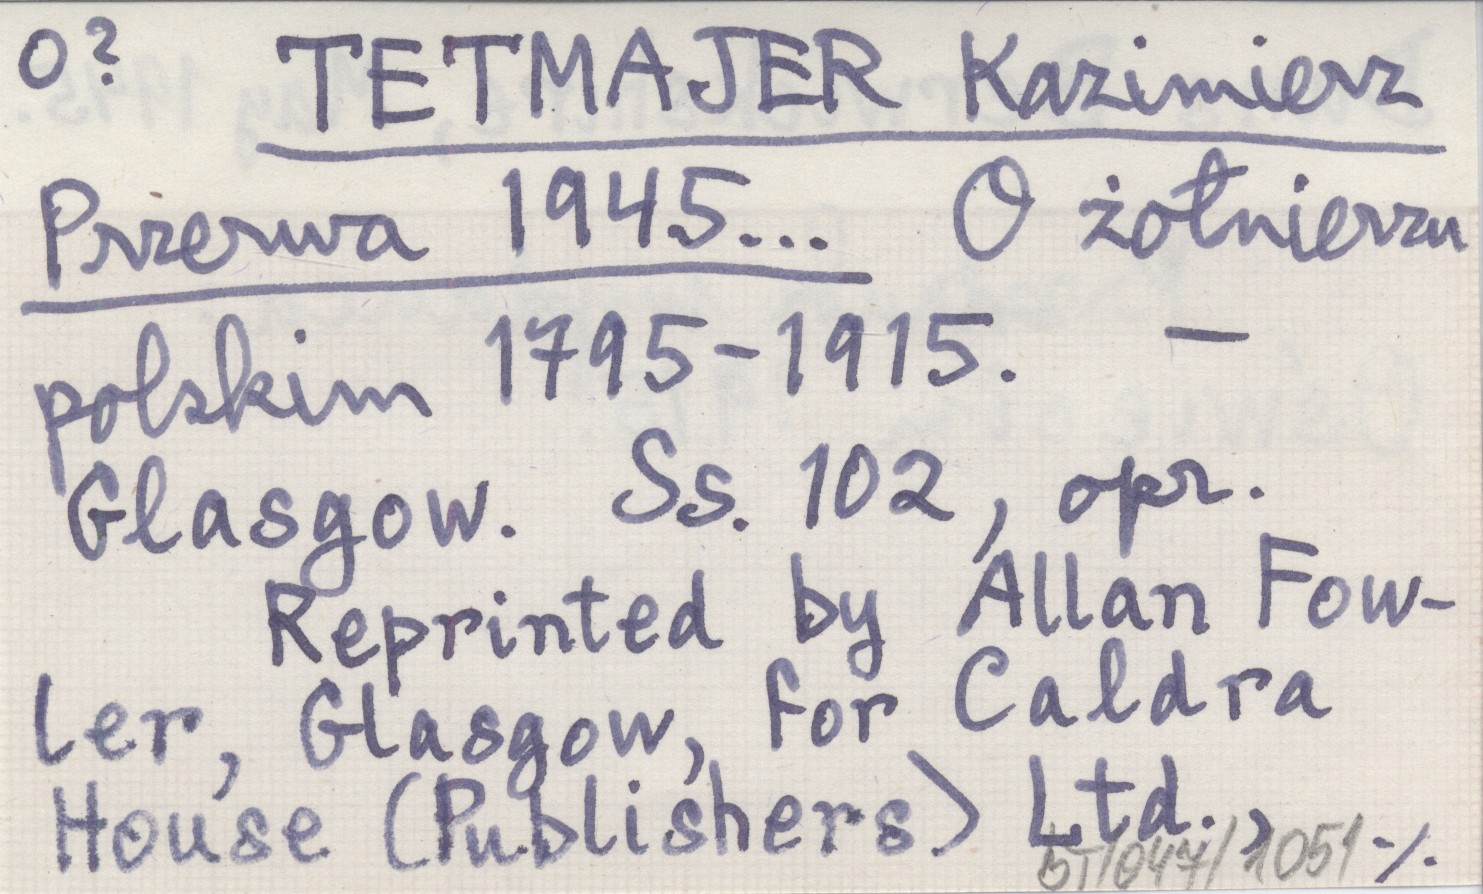 O? TETMAJER Kazimierz
Przerwa 1945... O żołnierzu
polskim 1795-1915. —
Glasgow. Ss. 102, opr.
Reprinted by Allan Fow-
ler, Glasgow, for Caldra
House (Publishers) Ltd.,
1051 -/.